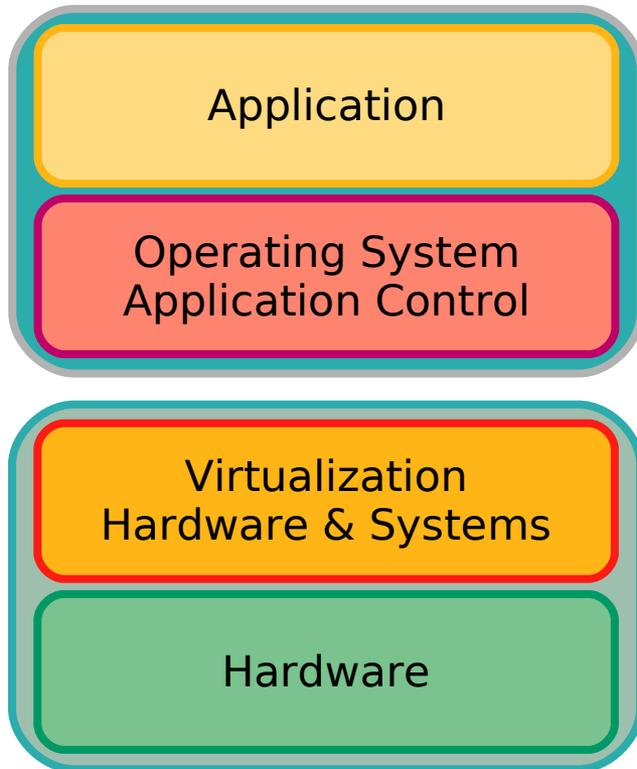 Application
Operating System
Application Control
Virtualization
Hardware & Systems
Hardware